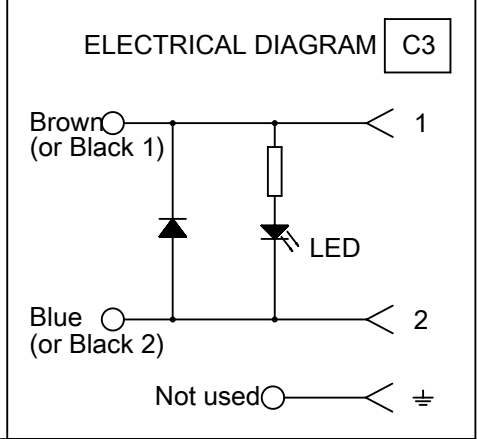 ELECTRICAL DIAGRAM C3
Brown
(or Black 1)
1
LED
Blue
(or Black 2)
2
Not used